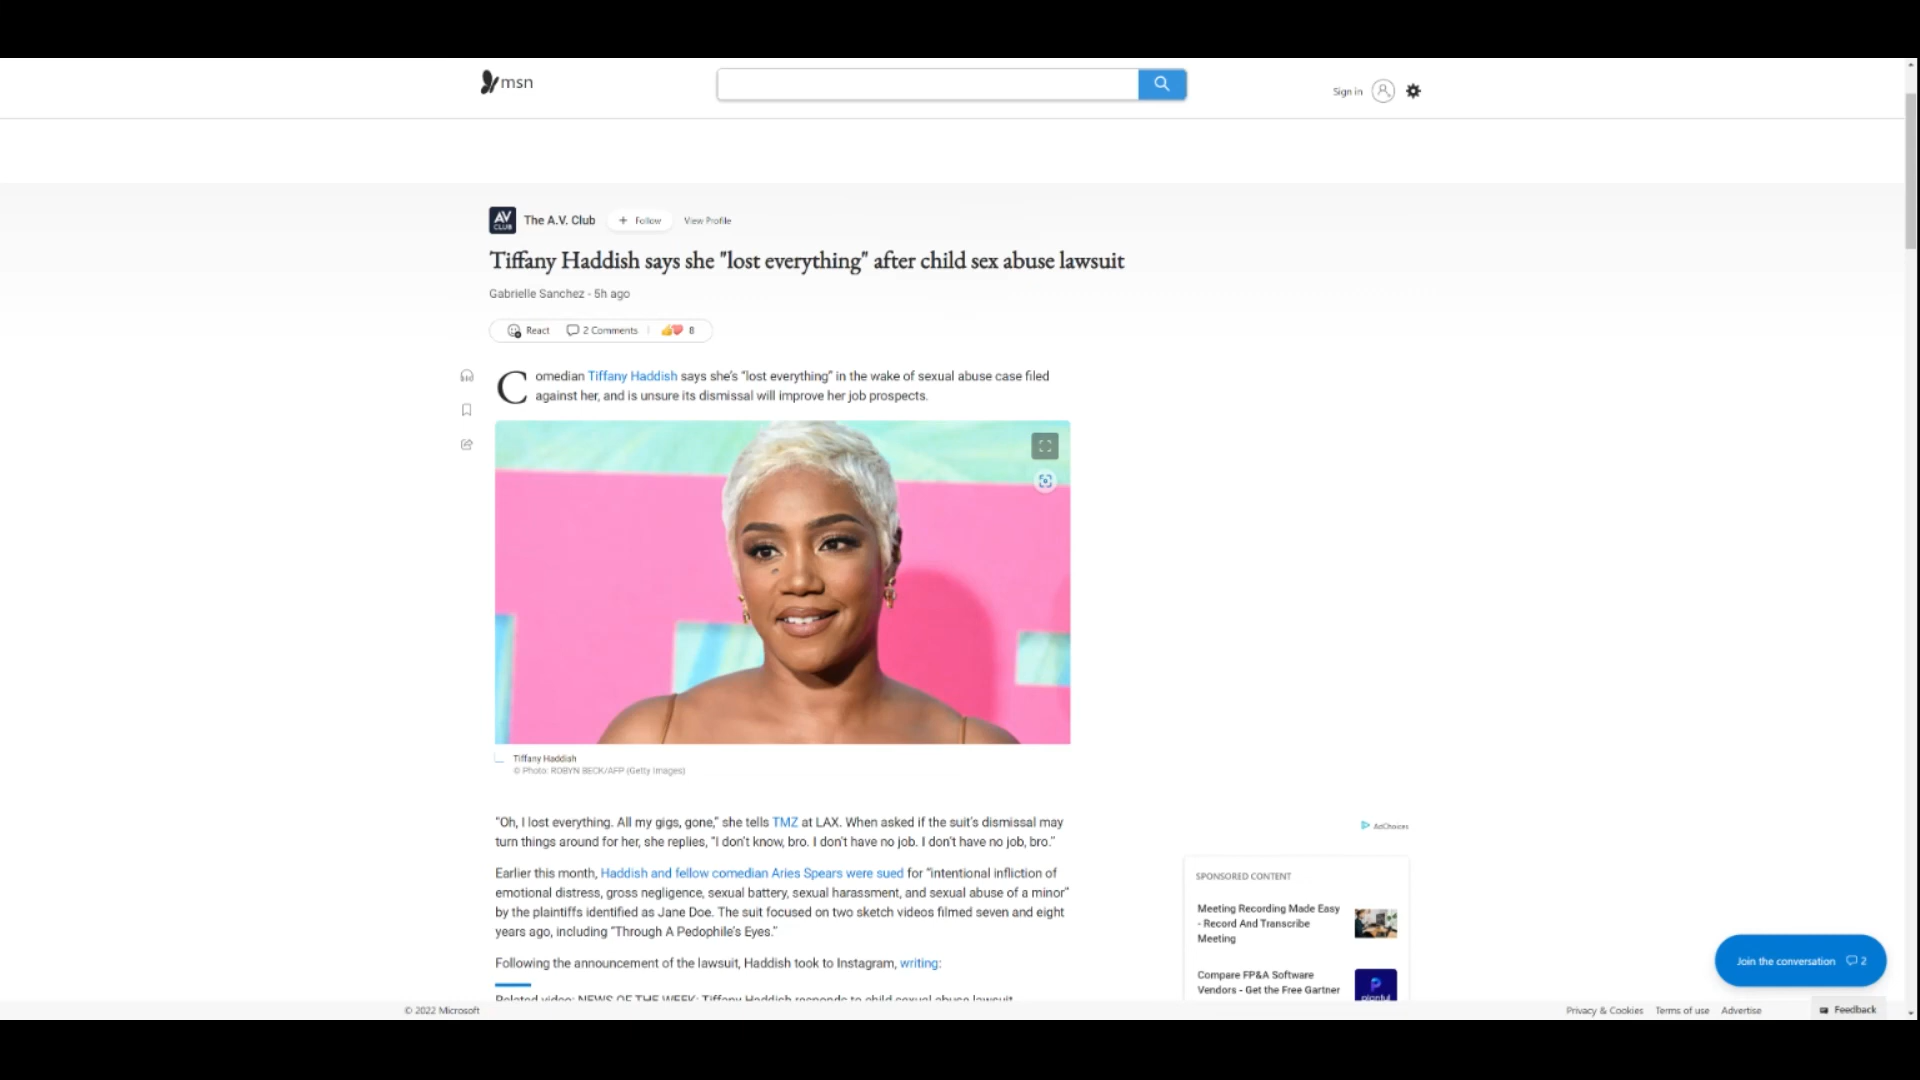 msn
Sign in
AV CLUB
The A.V. Club
+ Follow
View Profile
Tiffany Haddish says she "lost everything" after child sex abuse lawsuit
Gabrielle Sanchez - 5h ago
React
2 Comments
8
Comedian Tiffany Haddish says she's "lost everything" in the wake of sexual abuse case filed
against her, and is unsure its dismissal will improve her job prospects.
Tiffany Haddish
© Photo: ROBYN BECK/AFP (Getty Images)
"Oh, I lost everything. All my gigs, gone," she tells TMZ at LAX. When asked if the suit's dismissal may
turn things around for her, she replies, "I don't know, bro. I don't have no job. I don't have no job, bro."
Earlier this month, Haddish and fellow comedian Aries Spears were sued for "intentional infliction of
emotional distress, gross negligence, sexual battery, sexual harassment, and sexual abuse of a minor"
by the plaintiffs identified as Jane Doe. The suit focused on two sketch videos filmed seven and eight
years ago, including "Through A Pedophile's Eyes."
Following the announcement of the lawsuit, Haddish took to Instagram, writing:
Related video: NEWS OF THE WEEK: Tiffany Haddish responds to child sexual abuse lawsuit
AdChoices
SPONSORED CONTENT
Meeting Recording Made Easy
- Record And Transcribe
Meeting
Compare FP&A Software
Vendors - Get the Free Gartner
planful
Join the conversation 2
© 2022 Microsoft
Privacy & Cookies
Terms of use
Advertise
Feedback